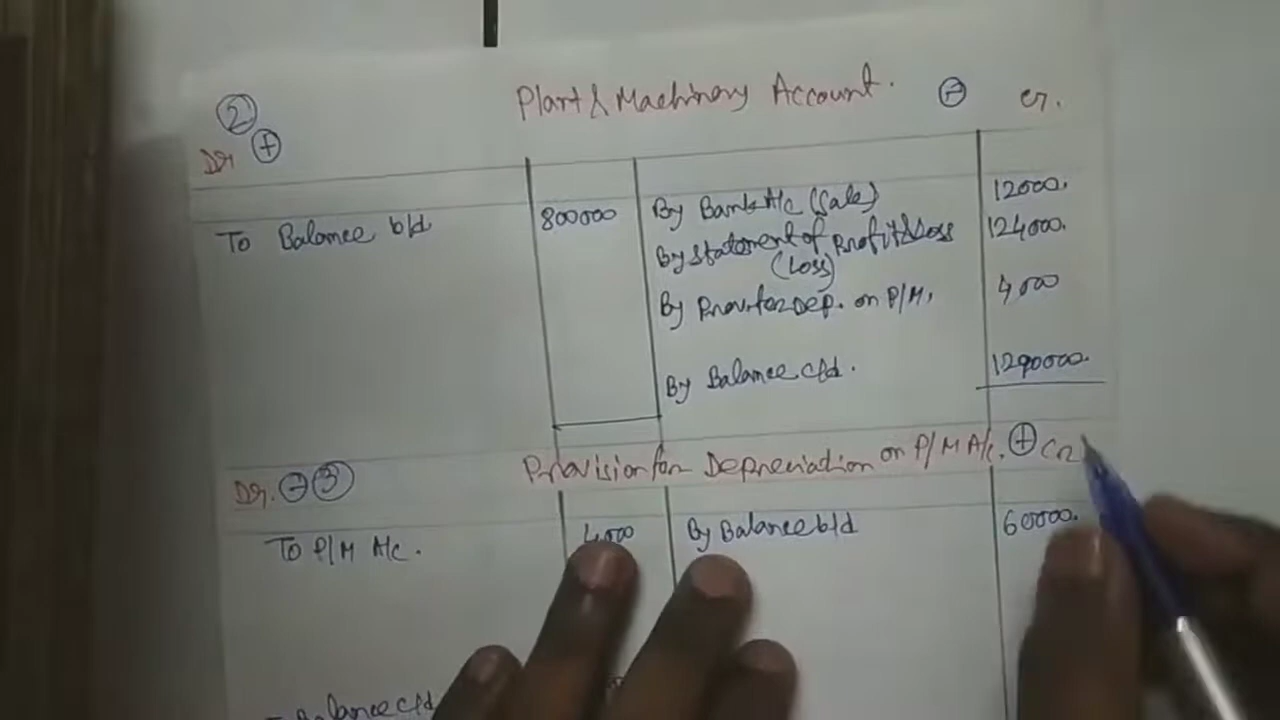 Plant & Machinery Account.
②
Dr ⊕ ⊖ Cr.
To Balance b/d 800000 By Bank A/c (Sale) 12000.
By Statement of Profit & Loss 124000.
(Loss)
By Prov. for Dep. on P/M, 4000
By Balance c/d. 1290000.
Provision for Depreciation on P/M A/c. ⊕ Cr
Dr. ⊖ ③
To P/M A/c. 4000 By Balance b/d 60000.
Balance c/d